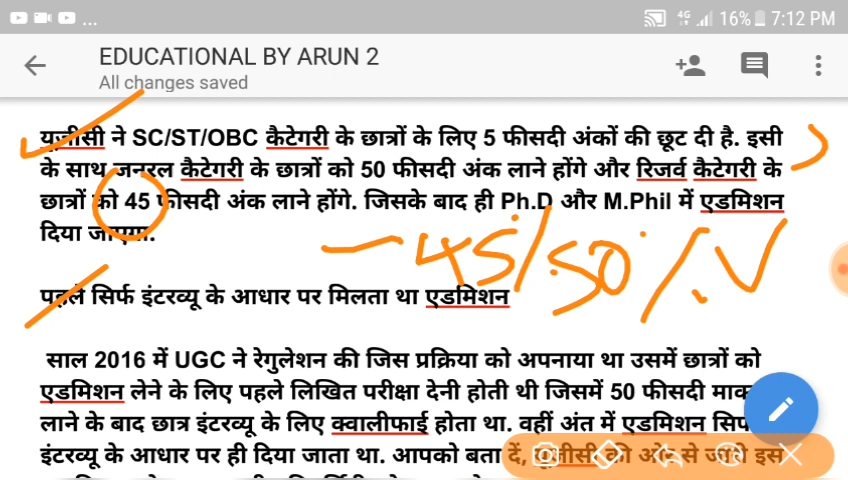 ... 4G 16% 7:12 PM
EDUCATIONAL BY ARUN 2
All changes saved
यूजीसी ने SC/ST/OBC कैटेगरी के छात्रों के लिए 5 फीसदी अंकों की छूट दी है. इसी
के साथ जनरल कैटेगरी के छात्रों को 50 फीसदी अंक लाने होंगे और रिजर्व कैटेगरी के
छात्रों को 45 फीसदी अंक लाने होंगे. जिसके बाद ही Ph.D और M.Phil में एडमिशन
दिया जाएगा.
45/50%
पहले सिर्फ इंटरव्यू के आधार पर मिलता था एडमिशन
साल 2016 में UGC ने रेगुलेशन की जिस प्रक्रिया को अपनाया था उसमें छात्रों को
एडमिशन लेने के लिए पहले लिखित परीक्षा देनी होती थी जिसमें 50 फीसदी
लाने के बाद छात्र इंटरव्यू के लिए क्वालीफाई होता था. वहीं अंत में एडमिशन
इंटरव्यू के आधार पर ही दिया जाता था. आपको बता दें, यूजीसी की ओर से जारी इस